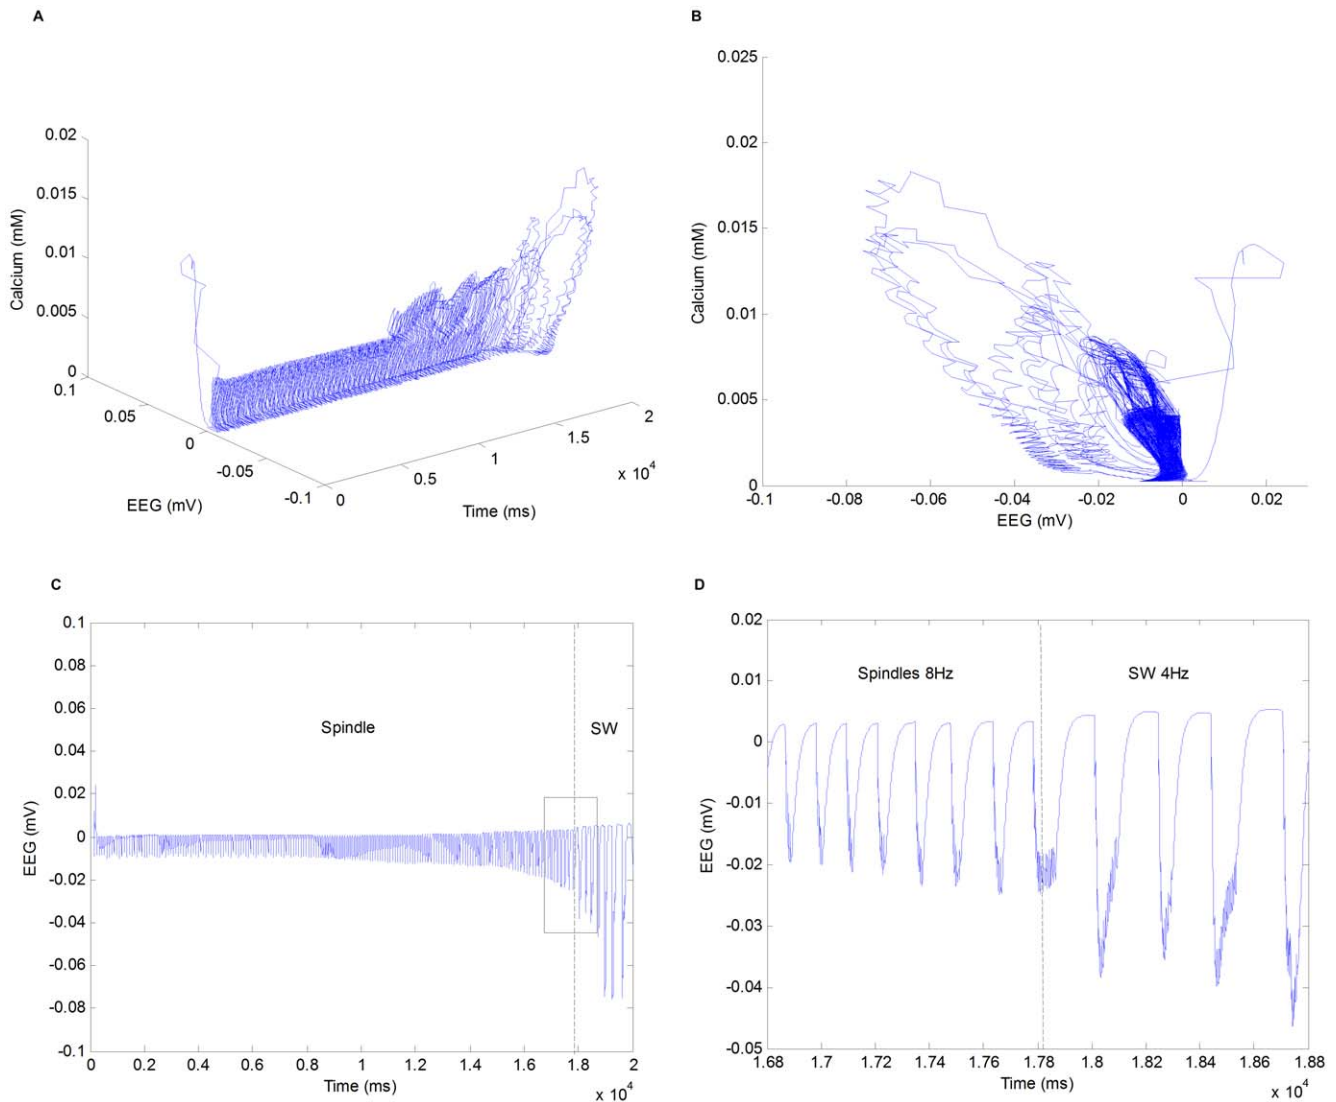 A
B
0.02
0.015
0.01
0.005
0
Calcium (mM)
0.1
0.05
0
-0.05
-0.1
EEG (mV)
0
0.5
1
1.5
2
x 10^4
Time (ms)
0.025
0.02
0.015
0.01
0.005
0
Calcium (mM)
-0.1 -0.08 -0.06 -0.04 -0.02 0 0.02
EEG (mV)
C
D
0.1
0.08
0.06
0.04
0.02
0
-0.02
-0.04
-0.06
-0.08
-0.1
EEG (mV)
Spindle
SW
0 0.2 0.4 0.6 0.8 1 1.2 1.4 1.6 1.8 20
Time (ms)
x 10^4
0.02
0.01
0
-0.01
-0.02
-0.03
-0.04
-0.05
EEG (mV)
Spindles 8Hz
SW 4Hz
1.68 1.7 1.72 1.74 1.76 1.78 1.8 1.82 1.84 1.86 1.88
Time (ms)
x 10^4